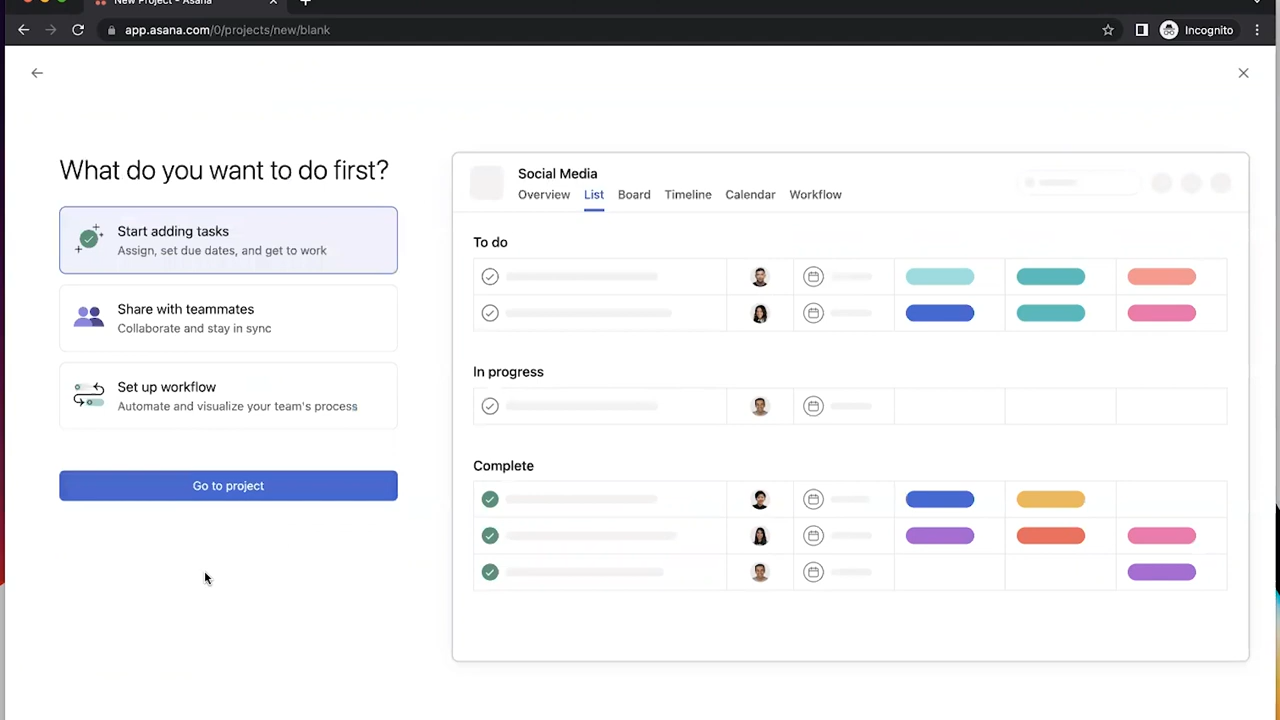 New Project - Asana
app.asana.com/0/projects/new/blank
Incognito
What do you want to do first?
Start adding tasks
Assign, set due dates, and get to work
Share with teammates
Collaborate and stay in sync
Set up workflow
Automate and visualize your team's process
Go to project
Social Media
Overview List Board Timeline Calendar Workflow
To do
In progress
Complete